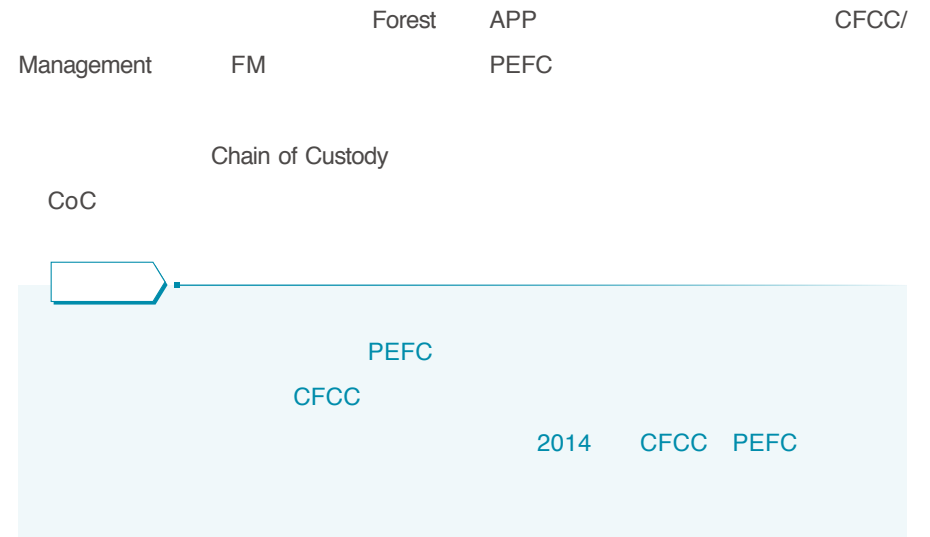 Forest APP CFCC/
Management FM PEFC
Chain of Custody
CoC
PEFC
CFCC
2014 CFCC PEFC